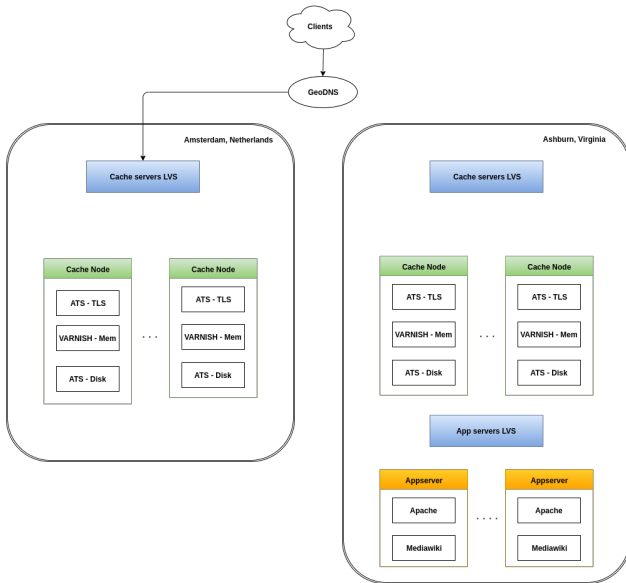 Clients
GeoDNS
Amsterdam, Netherlands
Cache servers LVS
Cache Node
ATS - TLS
VARNISH - Mem
ATS - Disk
. . .
Cache Node
ATS - TLS
VARNISH - Mem
ATS - Disk
Ashburn, Virginia
Cache servers LVS
Cache Node
ATS - TLS
VARNISH - Mem
ATS - Disk
. . .
Cache Node
ATS - TLS
VARNISH - Mem
ATS - Disk
App servers LVS
Appserver
Apache
Mediawiki
. . . .
Appserver
Apache
Mediawiki